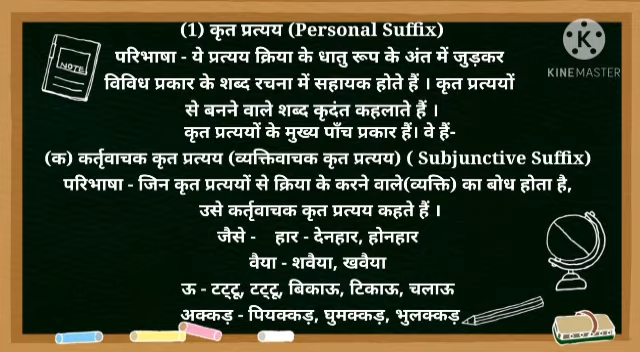 (1) कृत प्रत्यय (Personal Suffix)
परिभाषा - ये प्रत्यय क्रिया के धातु रूप के अंत में जुड़कर
विविध प्रकार के शब्द रचना में सहायक होते हैं । कृत प्रत्ययों
से बनने वाले शब्द कृदंत कहलाते हैं ।
कृत प्रत्ययों के मुख्य पाँच प्रकार हैं। वे हैं-
(क) कर्तृवाचक कृत प्रत्यय (व्यक्तिवाचक कृत प्रत्यय) ( Subjunctive Suffix)
परिभाषा - जिन कृत प्रत्ययों से क्रिया के करने वाले(व्यक्ति) का बोध होता है,
उसे कर्तृवाचक कृत प्रत्यय कहते हैं ।
जैसे - हार - देनहार, होनहार
वैया - शवैया, खवैया
ऊ - टट्टू, टट्टू, बिकाऊ, टिकाऊ, चलाऊ
अक्कड़ - पियक्कड़, घुमक्कड़, भुलक्कड़
NOTE
K
KINEMASTER